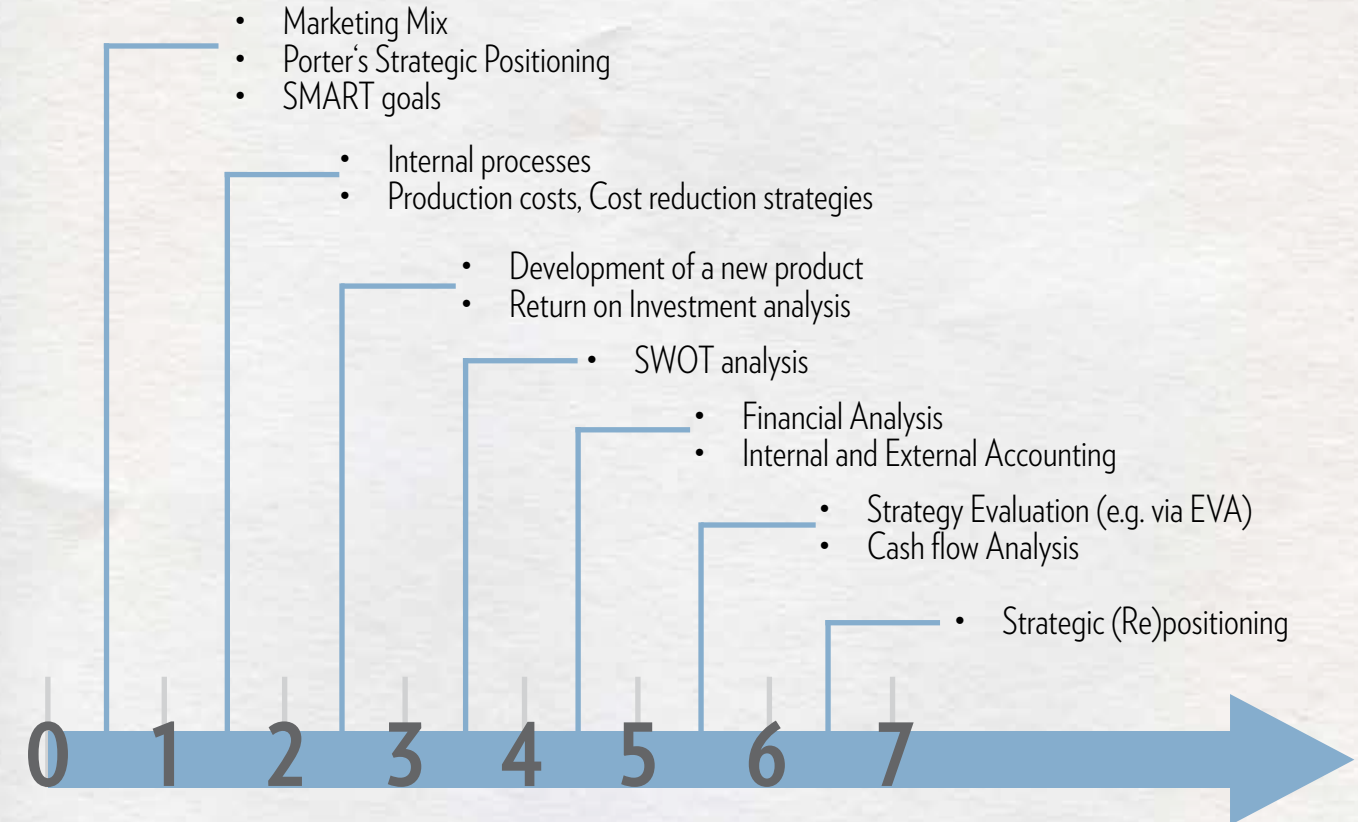 • Marketing Mix
• Porter‘s Strategic Positioning
• SMART goals
• Internal processes
• Production costs, Cost reduction strategies
• Development of a new product
• Return on Investment analysis
• SWOT analysis
• Financial Analysis
• Internal and External Accounting
• Strategy Evaluation (e.g. via EVA)
• Cash flow Analysis
• Strategic (Re)positioning
0 1 2 3 4 5 6 7